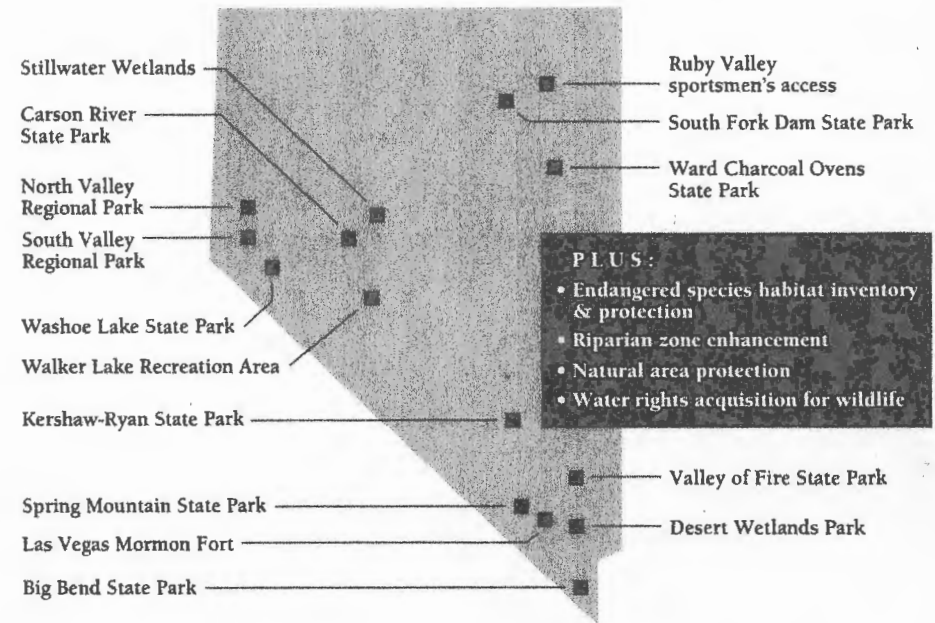 Stillwater Wetlands
Carson River
State Park
North Valley
Regional Park
South Valley
Regional Park
Washoe Lake State Park
Walker Lake Recreation Area
Kershaw-Ryan State Park
Spring Mountain State Park
Las Vegas Mormon Fort
Big Bend State Park
Ruby Valley
sportsmen's access
South Fork Dam State Park
Ward Charcoal Ovens
State Park
PLUS:
• Endangered species habitat inventory
& protection
• Riparian zone enhancement
• Natural area protection
• Water rights acquisition for wildlife
Valley of Fire State Park
Desert Wetlands Park